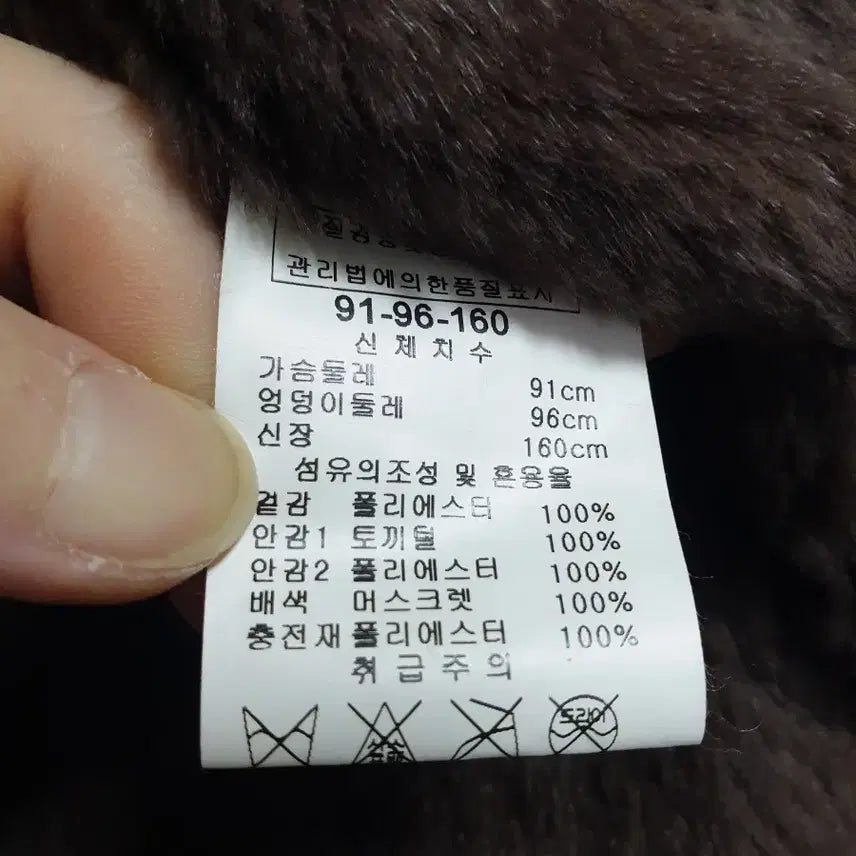 관리법에의한품질표시
91-96-160
신체치수
가슴둘레 91cm
엉덩이둘레 96cm
신장 160cm
섬유의조성 및 혼용율
겉감 폴리에스터 100%
안감1 토끼털 100%
안감2 폴리에스터 100%
배색 머스크렛 100%
충전재 폴리에스터 100%
취급주의
드라이